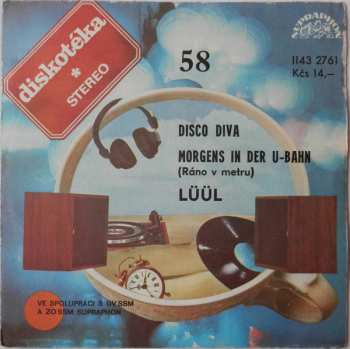 diskotéka
STEREO
58
SUPRAPHON
1143 2761
Kčs 14,–
DISCO DIVA
MORGENS IN DER U-BAHN
(Ráno v metru)
LÜÜL
VE SPOLUPRÁCI S ÚV SSM
A ZO SSM SUPRAPHON